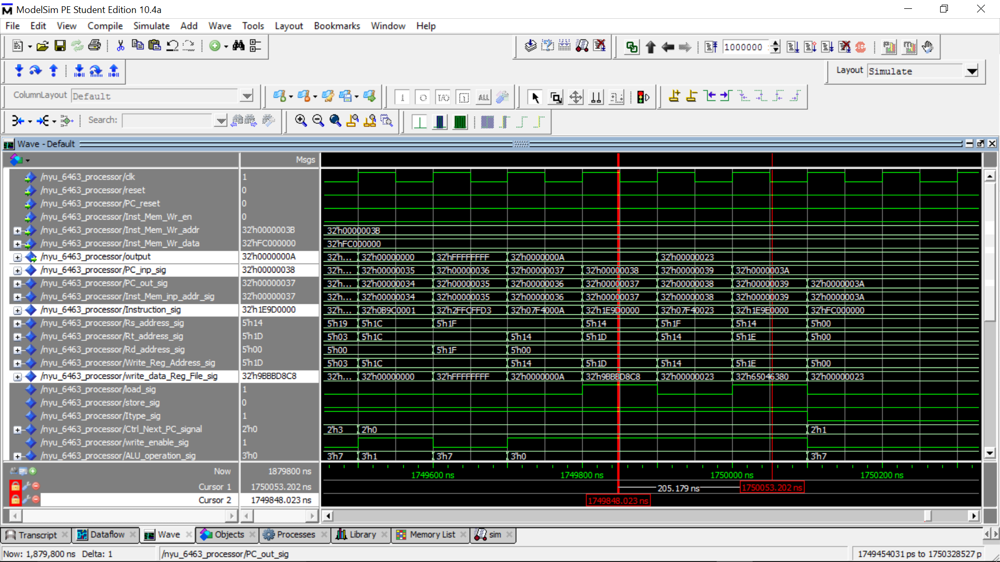 ModelSim PE Student Edition 10.4a
File Edit View Compile Simulate Add Wave Tools Layout Bookmarks Window Help
1000000
Layout Simulate
ColumnLayout Default
ALL
Search:
Wave - Default
Msgs
/nyu_6463_processor/clk 1
/nyu_6463_processor/reset 0
/nyu_6463_processor/PC_reset 0
/nyu_6463_processor/Inst_Mem_Wr_en 0
/nyu_6463_processor/Inst_Mem_Wr_addr 32'h0000003B 32'h0000003B
/nyu_6463_processor/Inst_Mem_Wr_data 32'hFC000000 32'hFC000000
/nyu_6463_processor/output 32'h0000000A 32'h... 32'h00000000 32'hFFFFFFFF 32'h0000000A 32'h00000023
/nyu_6463_processor/PC_inp_sig 32'h00000038 32'h... 32'h00000035 32'h00000036 32'h00000037 32'h00000038 32'h00000039 32'h0000003A
/nyu_6463_processor/PC_out_sig 32'h00000037 32'h... 32'h00000034 32'h00000035 32'h00000036 32'h00000037 32'h00000038 32'h00000039 32'h0000003A
/nyu_6463_processor/Inst_Mem_inp_addr_sig 32'h00000037 32'h... 32'h00000034 32'h00000035 32'h00000036 32'h00000037 32'h00000038 32'h00000039 32'h0000003A
/nyu_6463_processor/Instruction_sig 32'h1E9D0000 32'h... 32'h0B9C0001 32'h2FFCFFD3 32'h07F4000A 32'h1E9D0000 32'h07F40023 32'h1E9E0000 32'hFC000000
/nyu_6463_processor/Rs_address_sig 5'h14 5'h19 5'h1C 5'h1F 5'h14 5'h1F 5'h14 5'h00
/nyu_6463_processor/Rt_address_sig 5'h1D 5'h03 5'h1C 5'h14 5'h1D 5'h14 5'h1E 5'h00
/nyu_6463_processor/Rd_address_sig 5'h00 5'h00 5'h1F 5'h00
/nyu_6463_processor/Write_Reg_Address_sig 5'h1D 5'h03 5'h1C 5'h14 5'h1D 5'h14 5'h1E 5'h00
/nyu_6463_processor/write_data_Reg_File_sig 32'h9BBBD8C8 32'h... 32'h00000000 32'hFFFFFFFF 32'h0000000A 32'h9BBBD8C8 32'h00000023 32'h65046380 32'h00000023
/nyu_6463_processor/load_sig 1
/nyu_6463_processor/store_sig 0
/nyu_6463_processor/Itype_sig 1
/nyu_6463_processor/Ctrl_Next_PC_signal 2'h0 2'h3 2'h0 2'h1
/nyu_6463_processor/write_enable_sig 1
/nyu_6463_processor/ALU_operation_sig 3'h0 3'h7 3'h1 3'h7 3'h0 3'h7
Now 1879800 ns 1749600 ns 1749800 ns 1750000 ns 1750200 ns
Cursor 1 1750053.202 ns 205.179 ns 1750053.202 ns
Cursor 2 1749848.023 ns 1749848.023 ns
Transcript Dataflow Wave Objects Processes Library Memory List sim
Now: 1,879,800 ns Delta: 1 /nyu_6463_processor/PC_out_sig 1749454031 ps to 1750328527 p